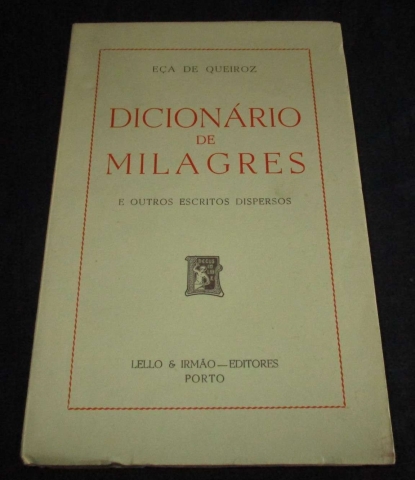 EÇA DE QUEIROZ
DICIONÁRIO
DE
MILAGRES
E OUTROS ESCRITOS DISPERSOS
LELLO & IRMÃO — EDITORES
PORTO